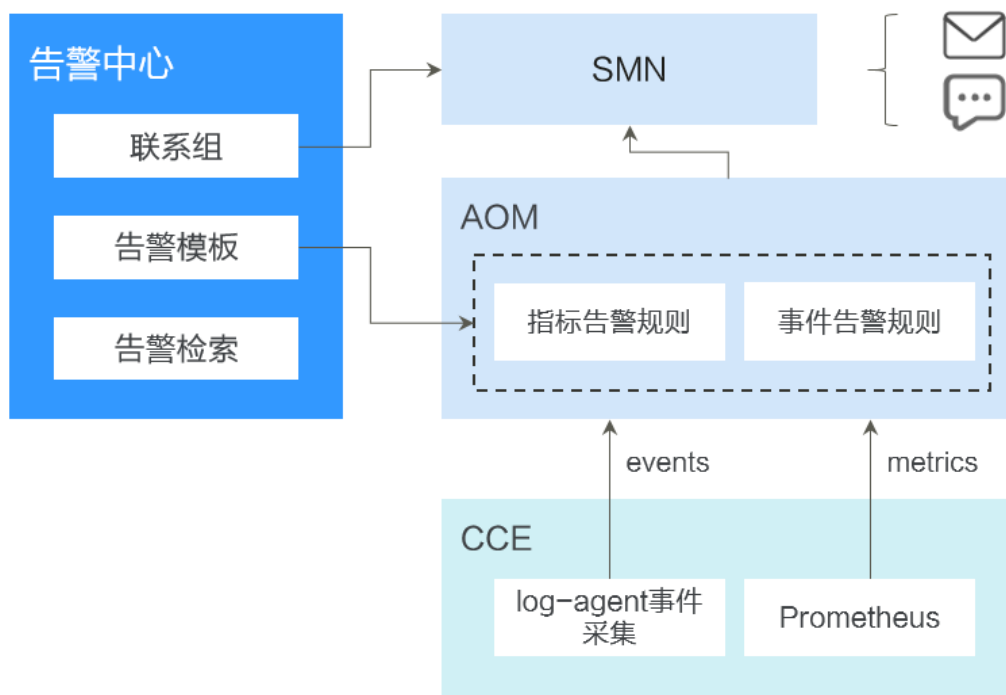 告警中心
联系组
告警模板
告警检索
SMN
AOM
指标告警规则
事件告警规则
events
metrics
CCE
log-agent事件
采集
Prometheus